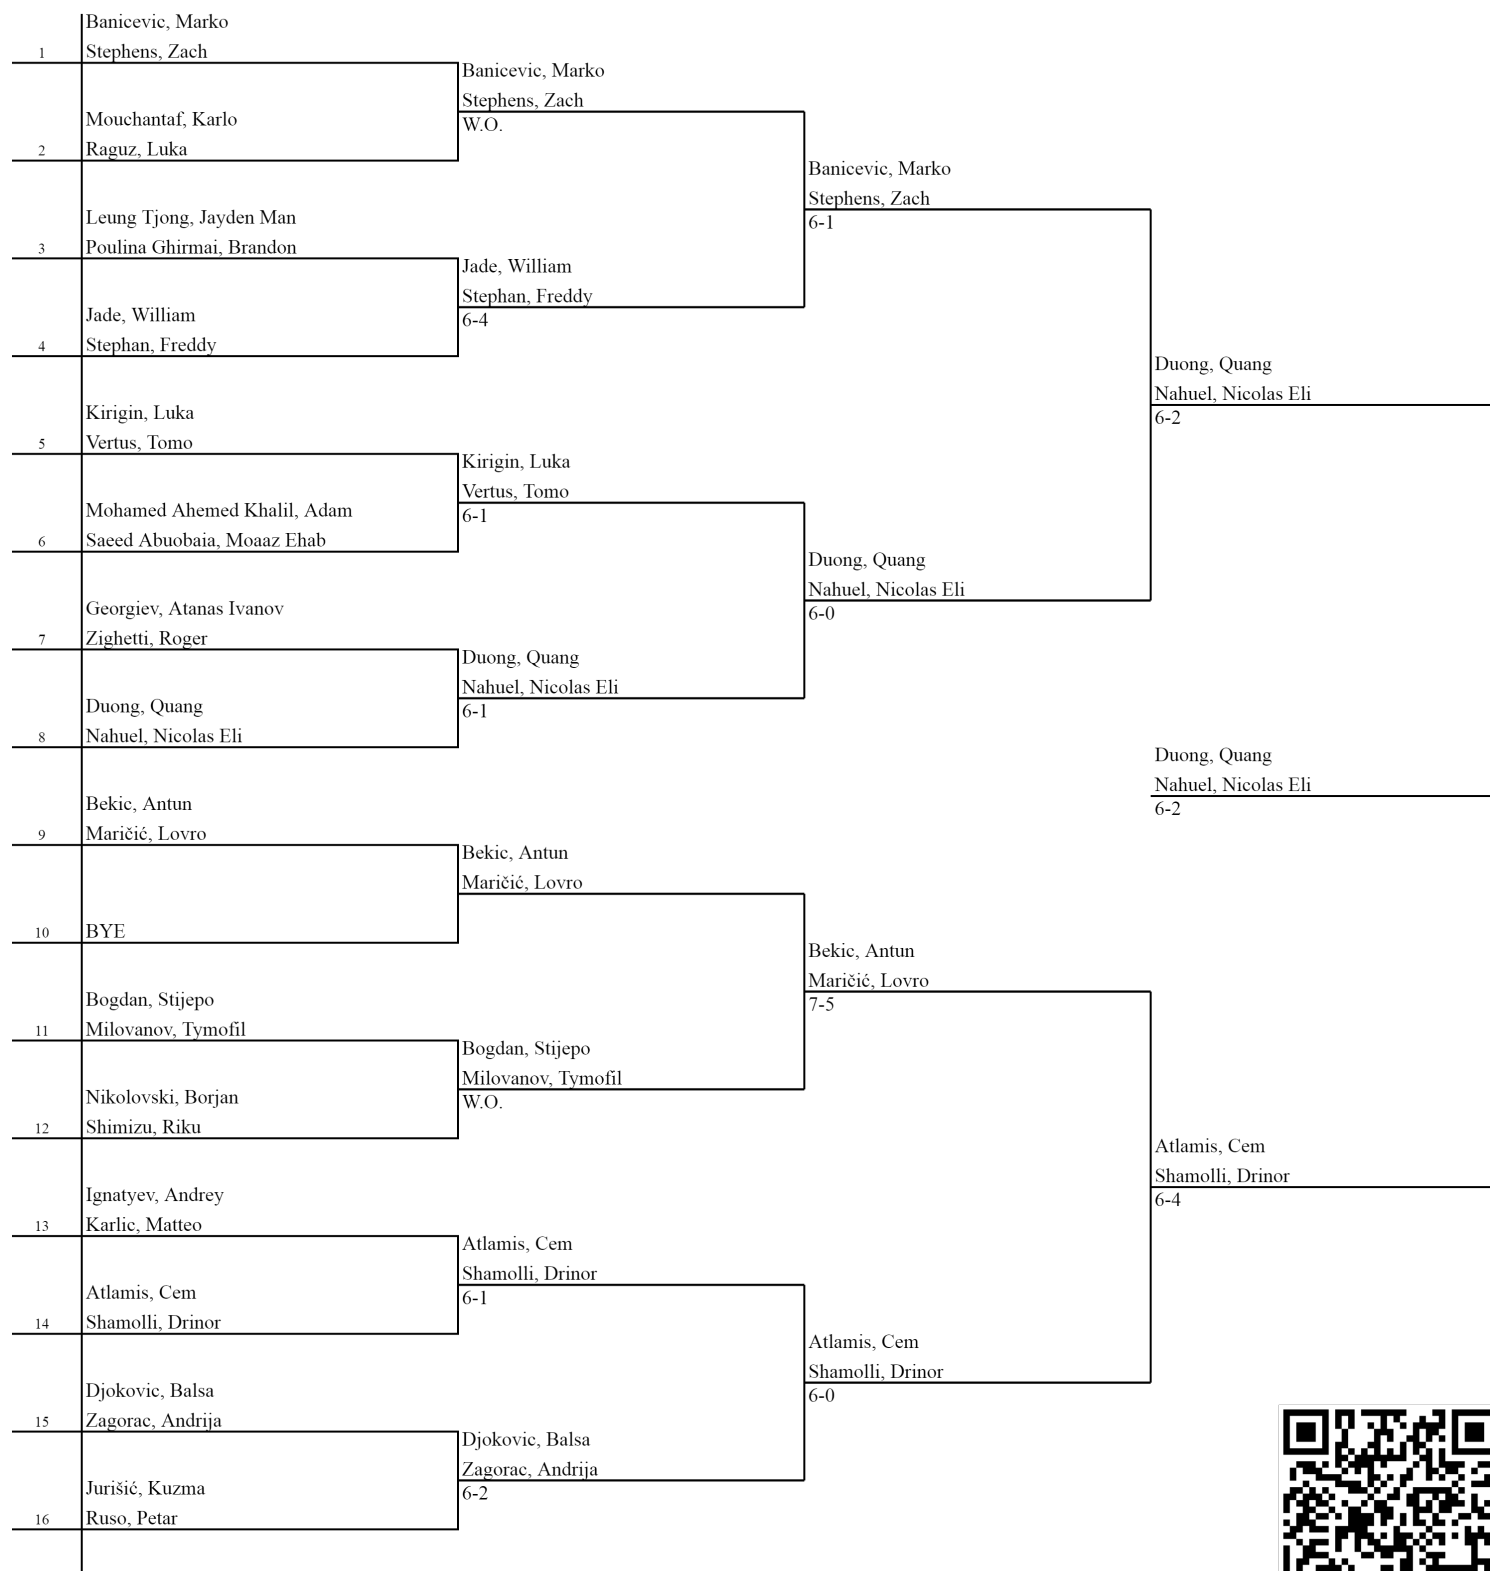 Banicevic, Marko
1
Stephens, Zach
Mouchantaf, Karlo
2
Raguz, Luka
Leung Tjong, Jayden Man
3
Poulina Ghirmai, Brandon
Jade, William
4
Stephan, Freddy
Kirigin, Luka
5
Vertus, Tomo
Mohamed Ahemed Khalil, Adam
6
Saeed Abuobaia, Moaaz Ehab
Georgiev, Atanas Ivanov
7
Zighetti, Roger
Duong, Quang
8
Nahuel, Nicolas Eli
Bekic, Antun
9
Maričić, Lovro
10
BYE
Bogdan, Stijepo
11
Milovanov, Tymofil
Nikolovski, Borjan
12
Shimizu, Riku
Ignatyev, Andrey
13
Karlic, Matteo
Atlamis, Cem
14
Shamolli, Drinor
Djokovic, Balsa
15
Zagorac, Andrija
Jurišić, Kuzma
16
Ruso, Petar
Banicevic, Marko
Stephens, Zach
W.O.
Jade, William
Stephan, Freddy
6-4
Kirigin, Luka
Vertus, Tomo
6-1
Duong, Quang
Nahuel, Nicolas Eli
6-1
Bekic, Antun
Maričić, Lovro
Bogdan, Stijepo
Milovanov, Tymofil
W.O.
Atlamis, Cem
Shamolli, Drinor
6-1
Djokovic, Balsa
Zagorac, Andrija
6-2
Banicevic, Marko
Stephens, Zach
6-1
Duong, Quang
Nahuel, Nicolas Eli
6-0
Bekic, Antun
Maričić, Lovro
7-5
Atlamis, Cem
Shamolli, Drinor
6-0
Duong, Quang
Nahuel, Nicolas Eli
6-2
Duong, Quang
Nahuel, Nicolas Eli
6-2
Atlamis, Cem
Shamolli, Drinor
6-4